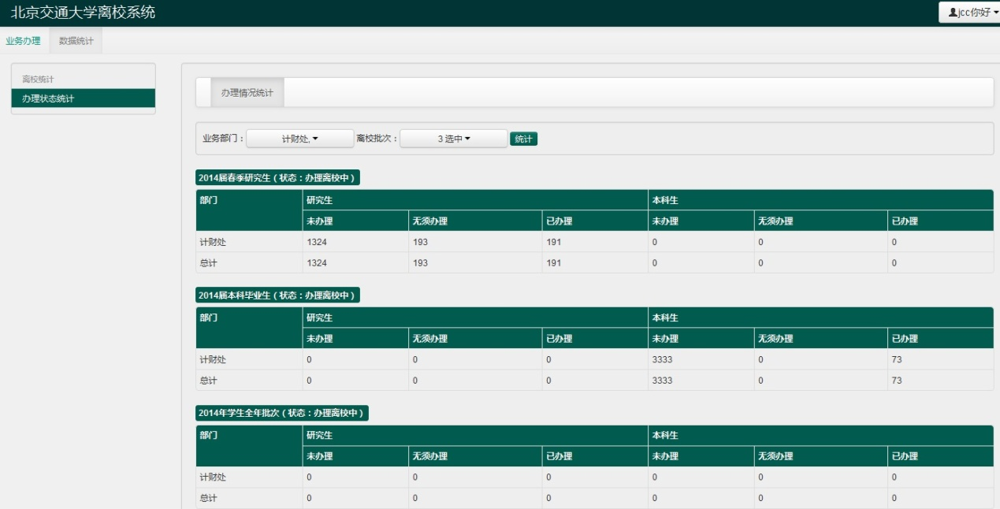 北京交通大学离校系统
jcc你好
业务办理 数据统计
离校统计
办理状态统计
办理情况统计
业务部门： 计财处, 离校批次： 3 选中 统计
2014届春季研究生（状态：办理离校中）
部门 研究生 本科生
未办理 无须办理 已办理 未办理 无须办理 已办理
计财处 1324 193 191 0 0 0
总计 1324 193 191 0 0 0
2014届本科毕业生（状态：办理离校中）
部门 研究生 本科生
未办理 无须办理 已办理 未办理 无须办理 已办理
计财处 0 0 0 3333 0 73
总计 0 0 0 3333 0 73
2014年学生全年批次（状态：办理离校中）
部门 研究生 本科生
未办理 无须办理 已办理 未办理 无须办理 已办理
计财处 0 0 0 0 0 0
总计 0 0 0 0 0 0